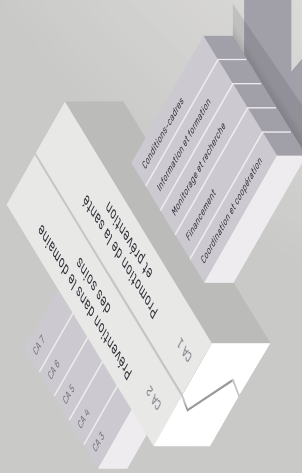 Conditions-cadres
Information et formation
Monitorage et recherche
Financement
Coordination et coopération
CA 1
Promotion de la santé
et prévention
CA 2
Prévention dans le domaine
des soins
CA 3
CA 4
CA 5
CA 6
CA 7